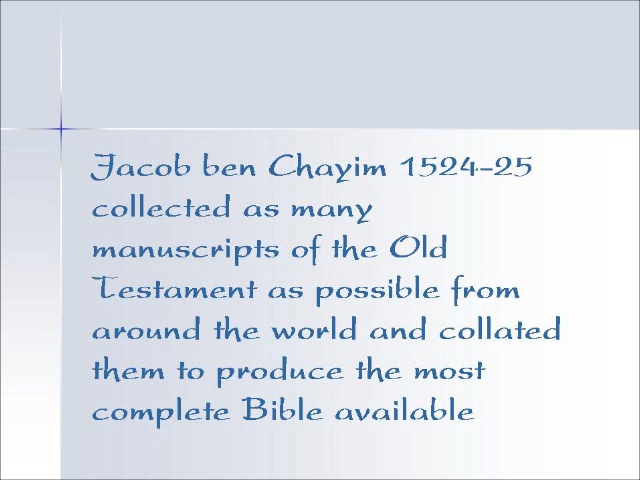 Jacob ben Chayim 1524-25
collected as many
manuscripts of the Old
Testament as possible from
around the world and collated
them to produce the most
complete Bible available